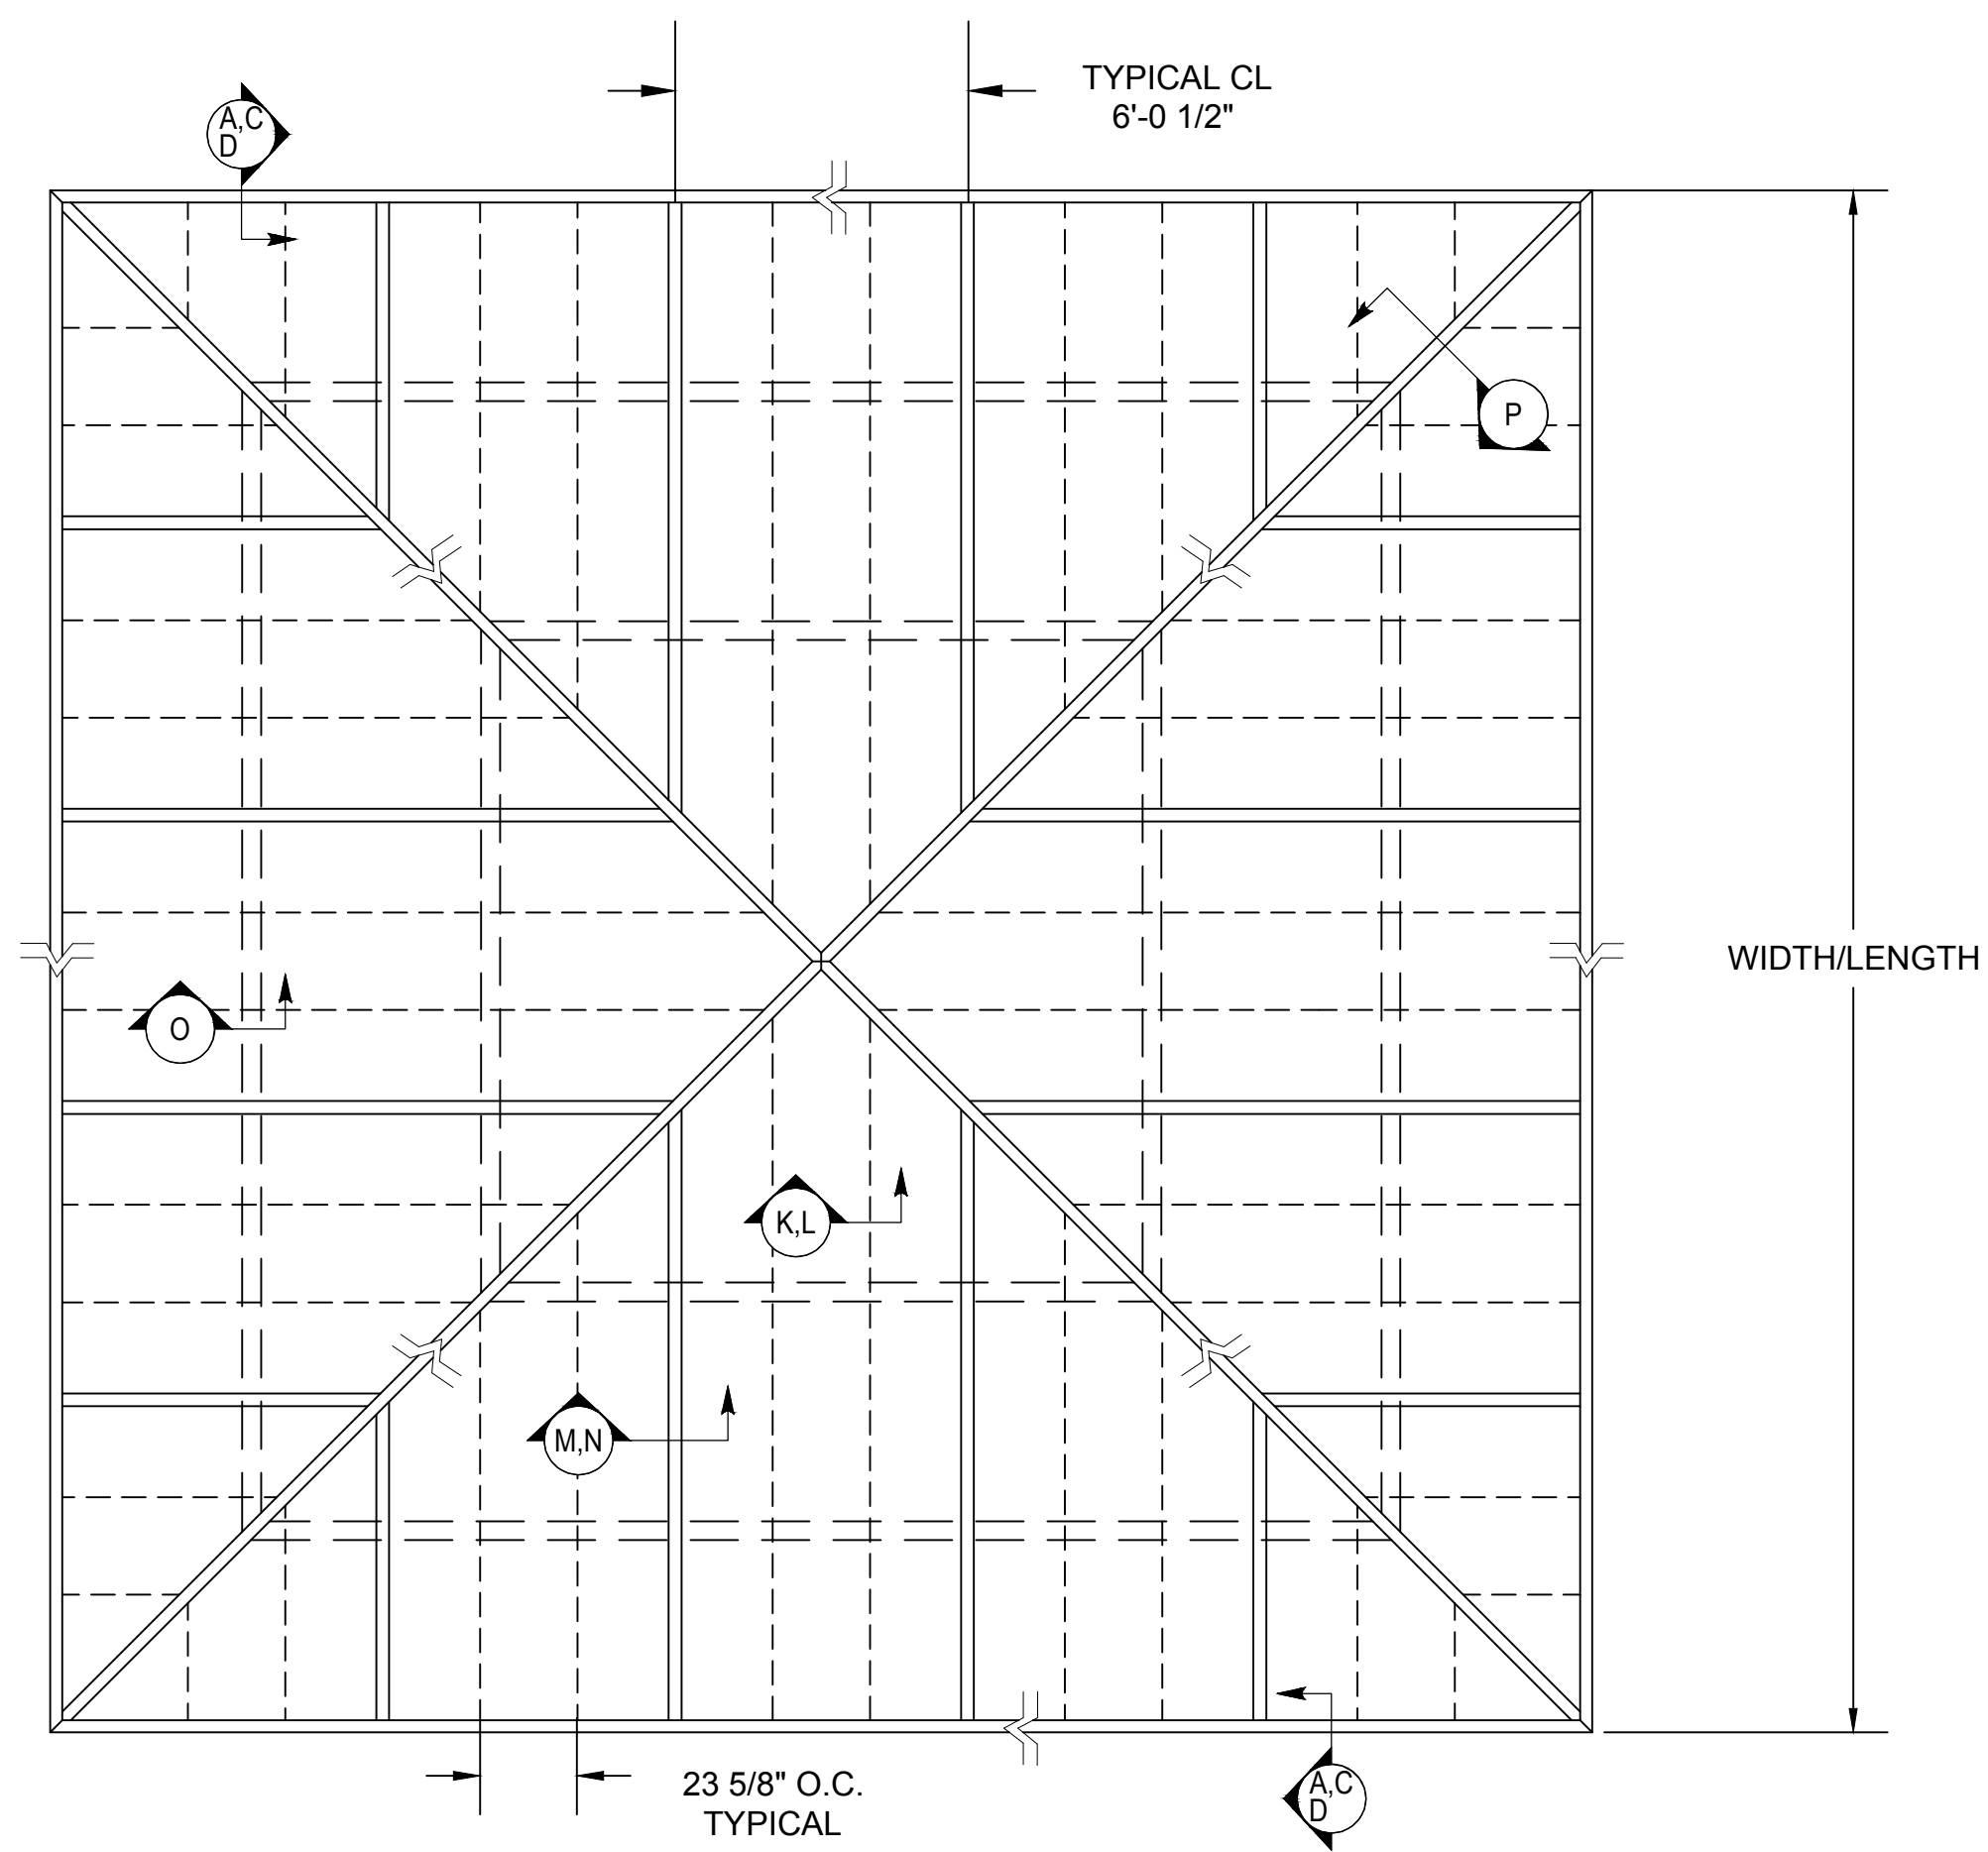 TYPICAL CL
6'-0 1/2"
A,C
D
P
WIDTH/LENGTH
O
K,L
M,N
23 5/8" O.C.
TYPICAL
A,C
D